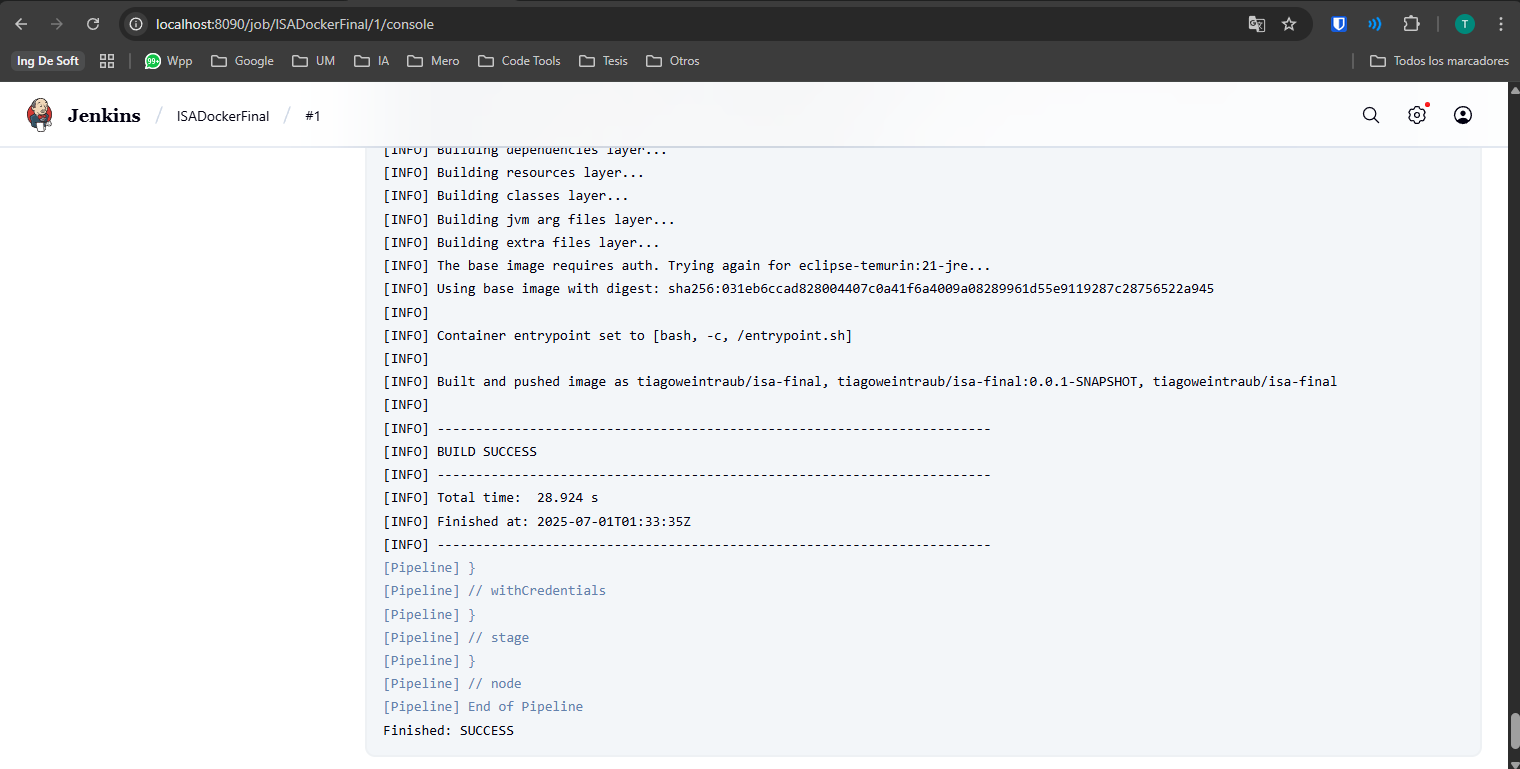 localhost:8090/job/ISADockerFinal/1/console
T
Ing De Soft
99+ Wpp Google UM IA Mero Code Tools Tesis Otros Todos los marcadores
Jenkins / ISADockerFinal / #1
[INFO] Building dependencies layer...
[INFO] Building resources layer...
[INFO] Building classes layer...
[INFO] Building jvm arg files layer...
[INFO] Building extra files layer...
[INFO] The base image requires auth. Trying again for eclipse-temurin:21-jre...
[INFO] Using base image with digest: sha256:031eb6ccad828004407c0a41f6a4009a08289961d55e9119287c28756522a945
[INFO]
[INFO] Container entrypoint set to [bash, -c, /entrypoint.sh]
[INFO]
[INFO] Built and pushed image as tiagoweintraub/isa-final, tiagoweintraub/isa-final:0.0.1-SNAPSHOT, tiagoweintraub/isa-final
[INFO]
[INFO] ------------------------------------------------------------------------
[INFO] BUILD SUCCESS
[INFO] ------------------------------------------------------------------------
[INFO] Total time:  28.924 s
[INFO] Finished at: 2025-07-01T01:33:35Z
[INFO] ------------------------------------------------------------------------
[Pipeline] }
[Pipeline] // withCredentials
[Pipeline] }
[Pipeline] // stage
[Pipeline] }
[Pipeline] // node
[Pipeline] End of Pipeline
Finished: SUCCESS